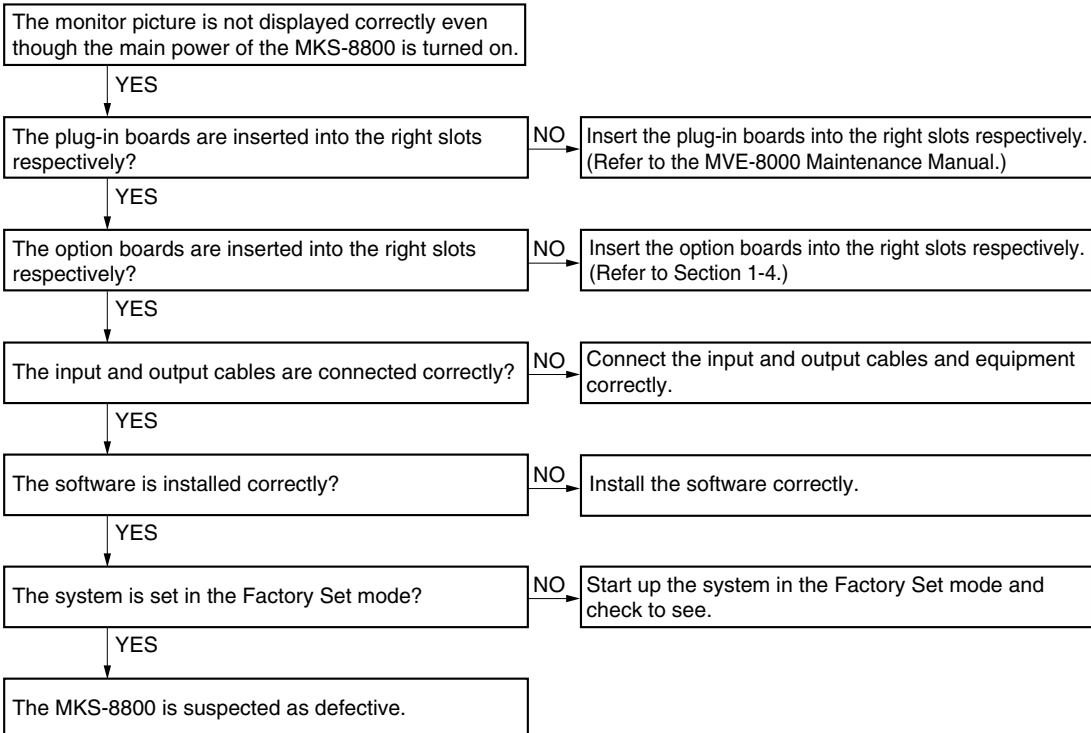 The monitor picture is not displayed correctly even
though the main power of the MKS-8800 is turned on.
YES
The plug-in boards are inserted into the right slots
respectively?
NO
Insert the plug-in boards into the right slots respectively.
(Refer to the MVE-8000 Maintenance Manual.)
YES
The option boards are inserted into the right slots
respectively?
NO
Insert the option boards into the right slots respectively.
(Refer to Section 1-4.)
YES
The input and output cables are connected correctly?
NO
Connect the input and output cables and equipment
correctly.
YES
The software is installed correctly?
NO
Install the software correctly.
YES
The system is set in the Factory Set mode?
NO
Start up the system in the Factory Set mode and
check to see.
YES
The MKS-8800 is suspected as defective.